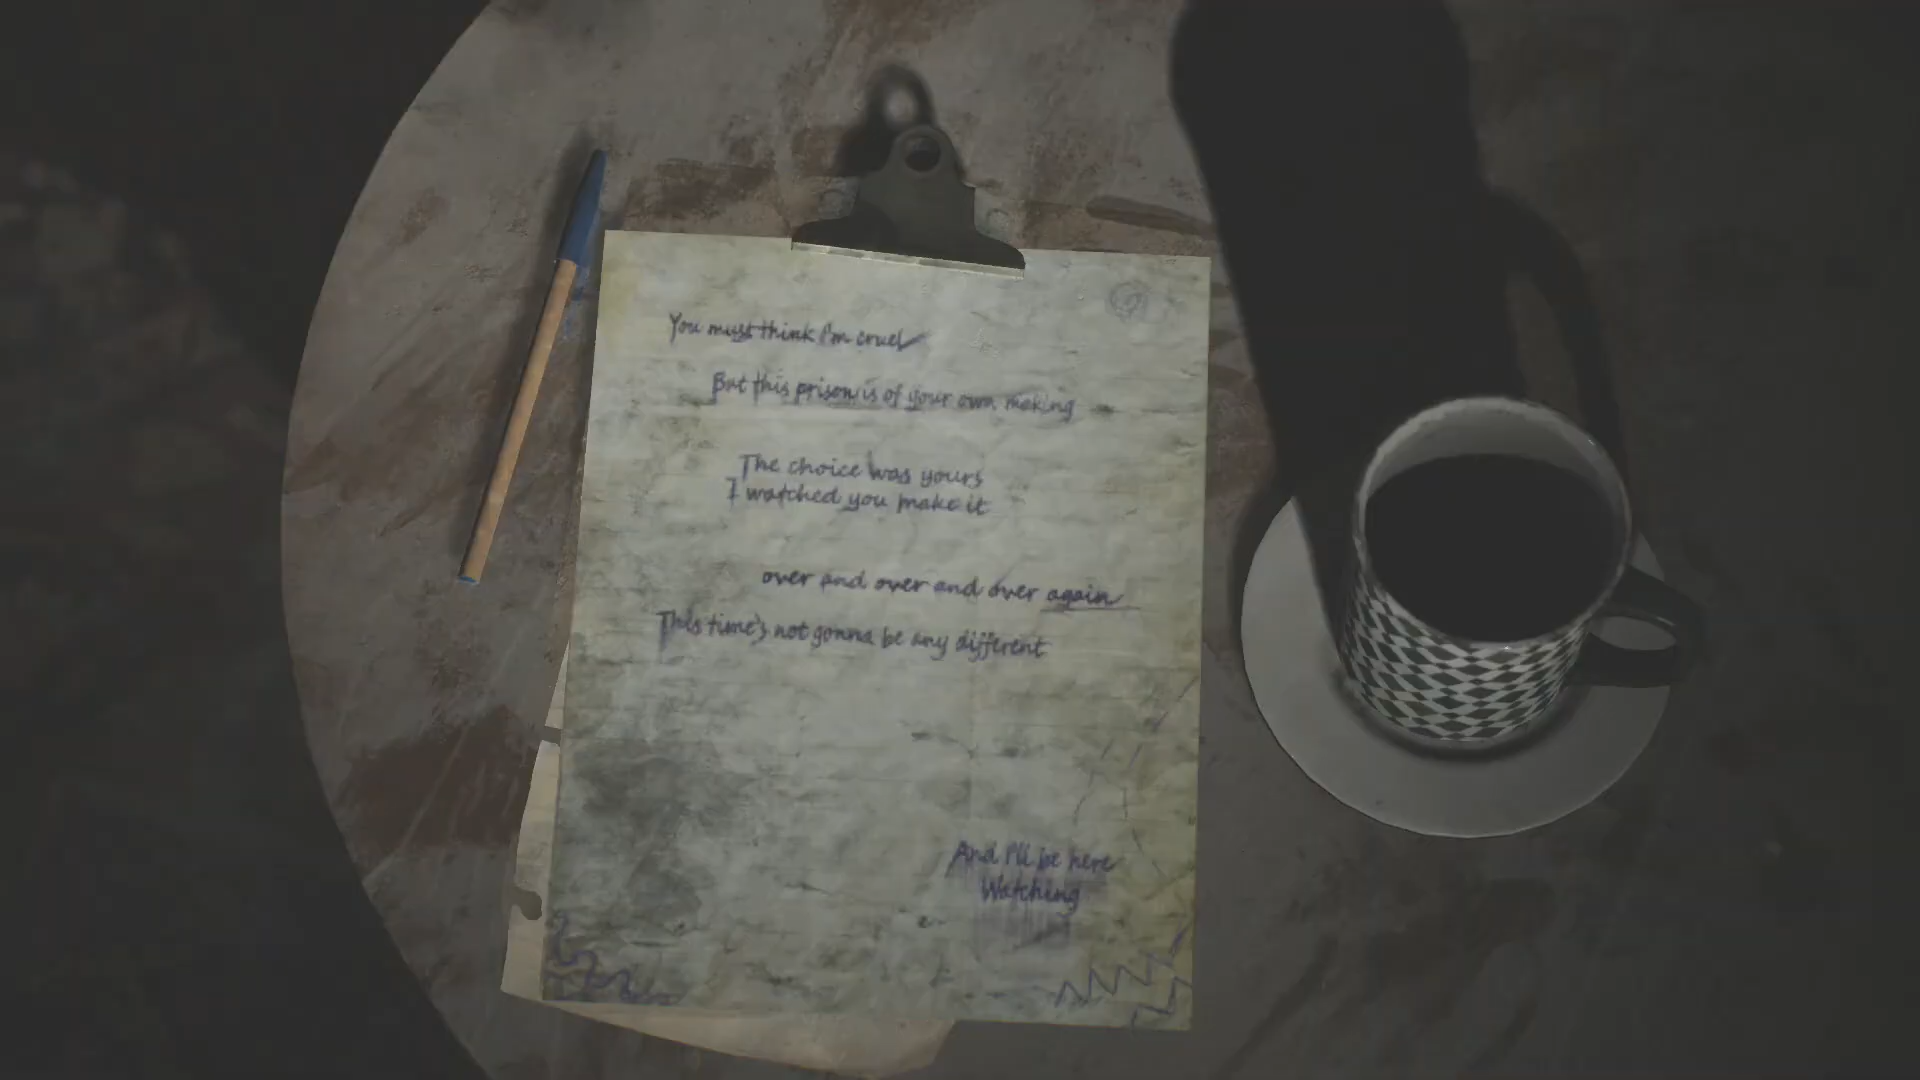 You must think I'm cruel
But this prison is of your own making
The choice was yours
I watched you make it
over and over and over again
This time's not gonna be any different
And I'll be here
Watching